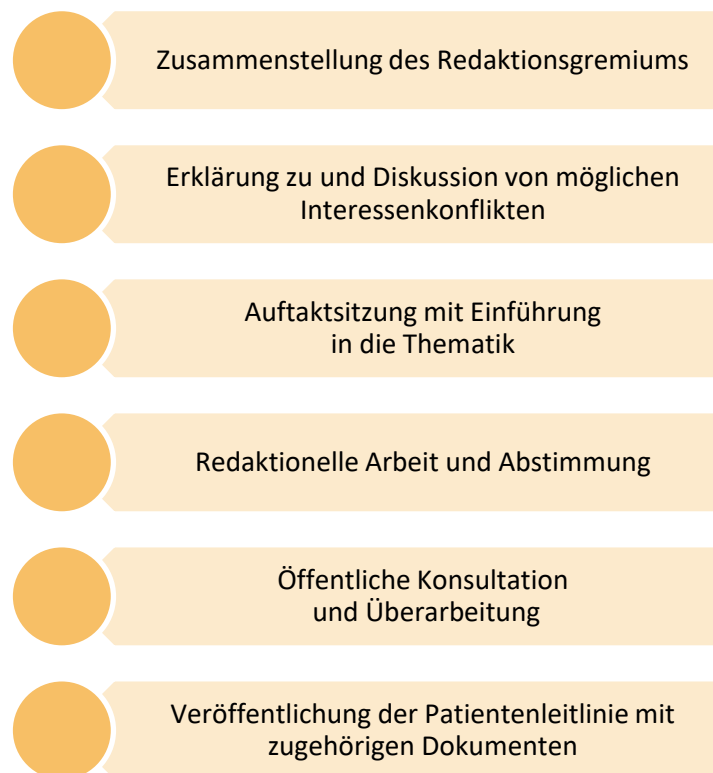 Zusammenstellung des Redaktionsgremiums
Erklärung zu und Diskussion von möglichen
Interessenkonflikten
Auftaktsitzung mit Einführung
in die Thematik
Redaktionelle Arbeit und Abstimmung
Öffentliche Konsultation
und Überarbeitung
Veröffentlichung der Patientenleitlinie mit
zugehörigen Dokumenten